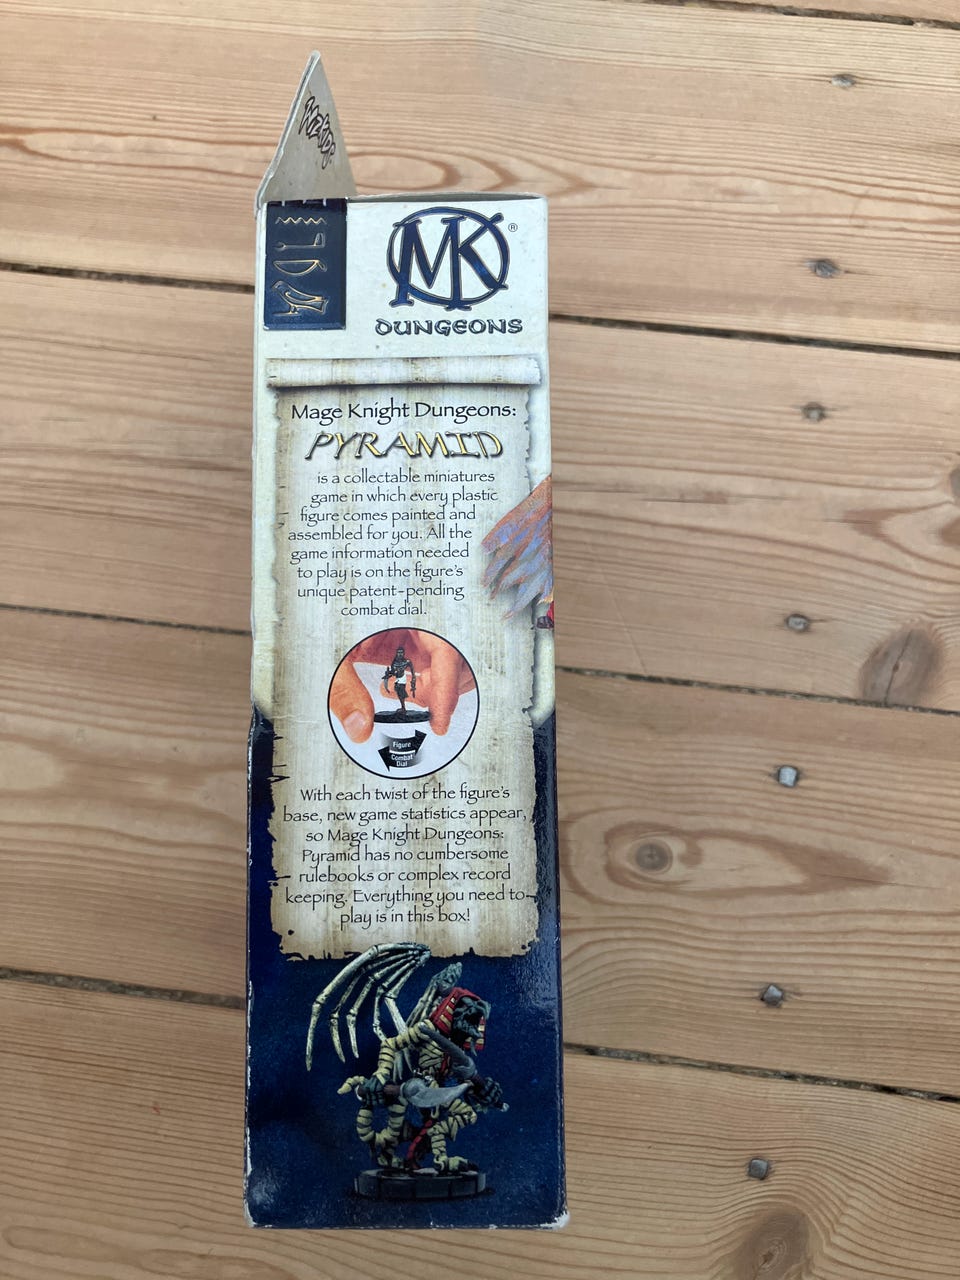 WIZKIDS
MK®
DUNGEONS
Mage Knight Dungeons:
PYRAMID
is a collectable miniatures
game in which every plastic
figure comes painted and
assembled for you. All the
game information needed
to play is on the figure's
unique patent-pending
combat dial.
Figure
Combat
Dial
With each twist of the figure's
base, new game statistics appear,
so Mage Knight Dungeons:
Pyramid has no cumbersome
rulebooks or complex record
keeping. Everything you need to
play is in this box!